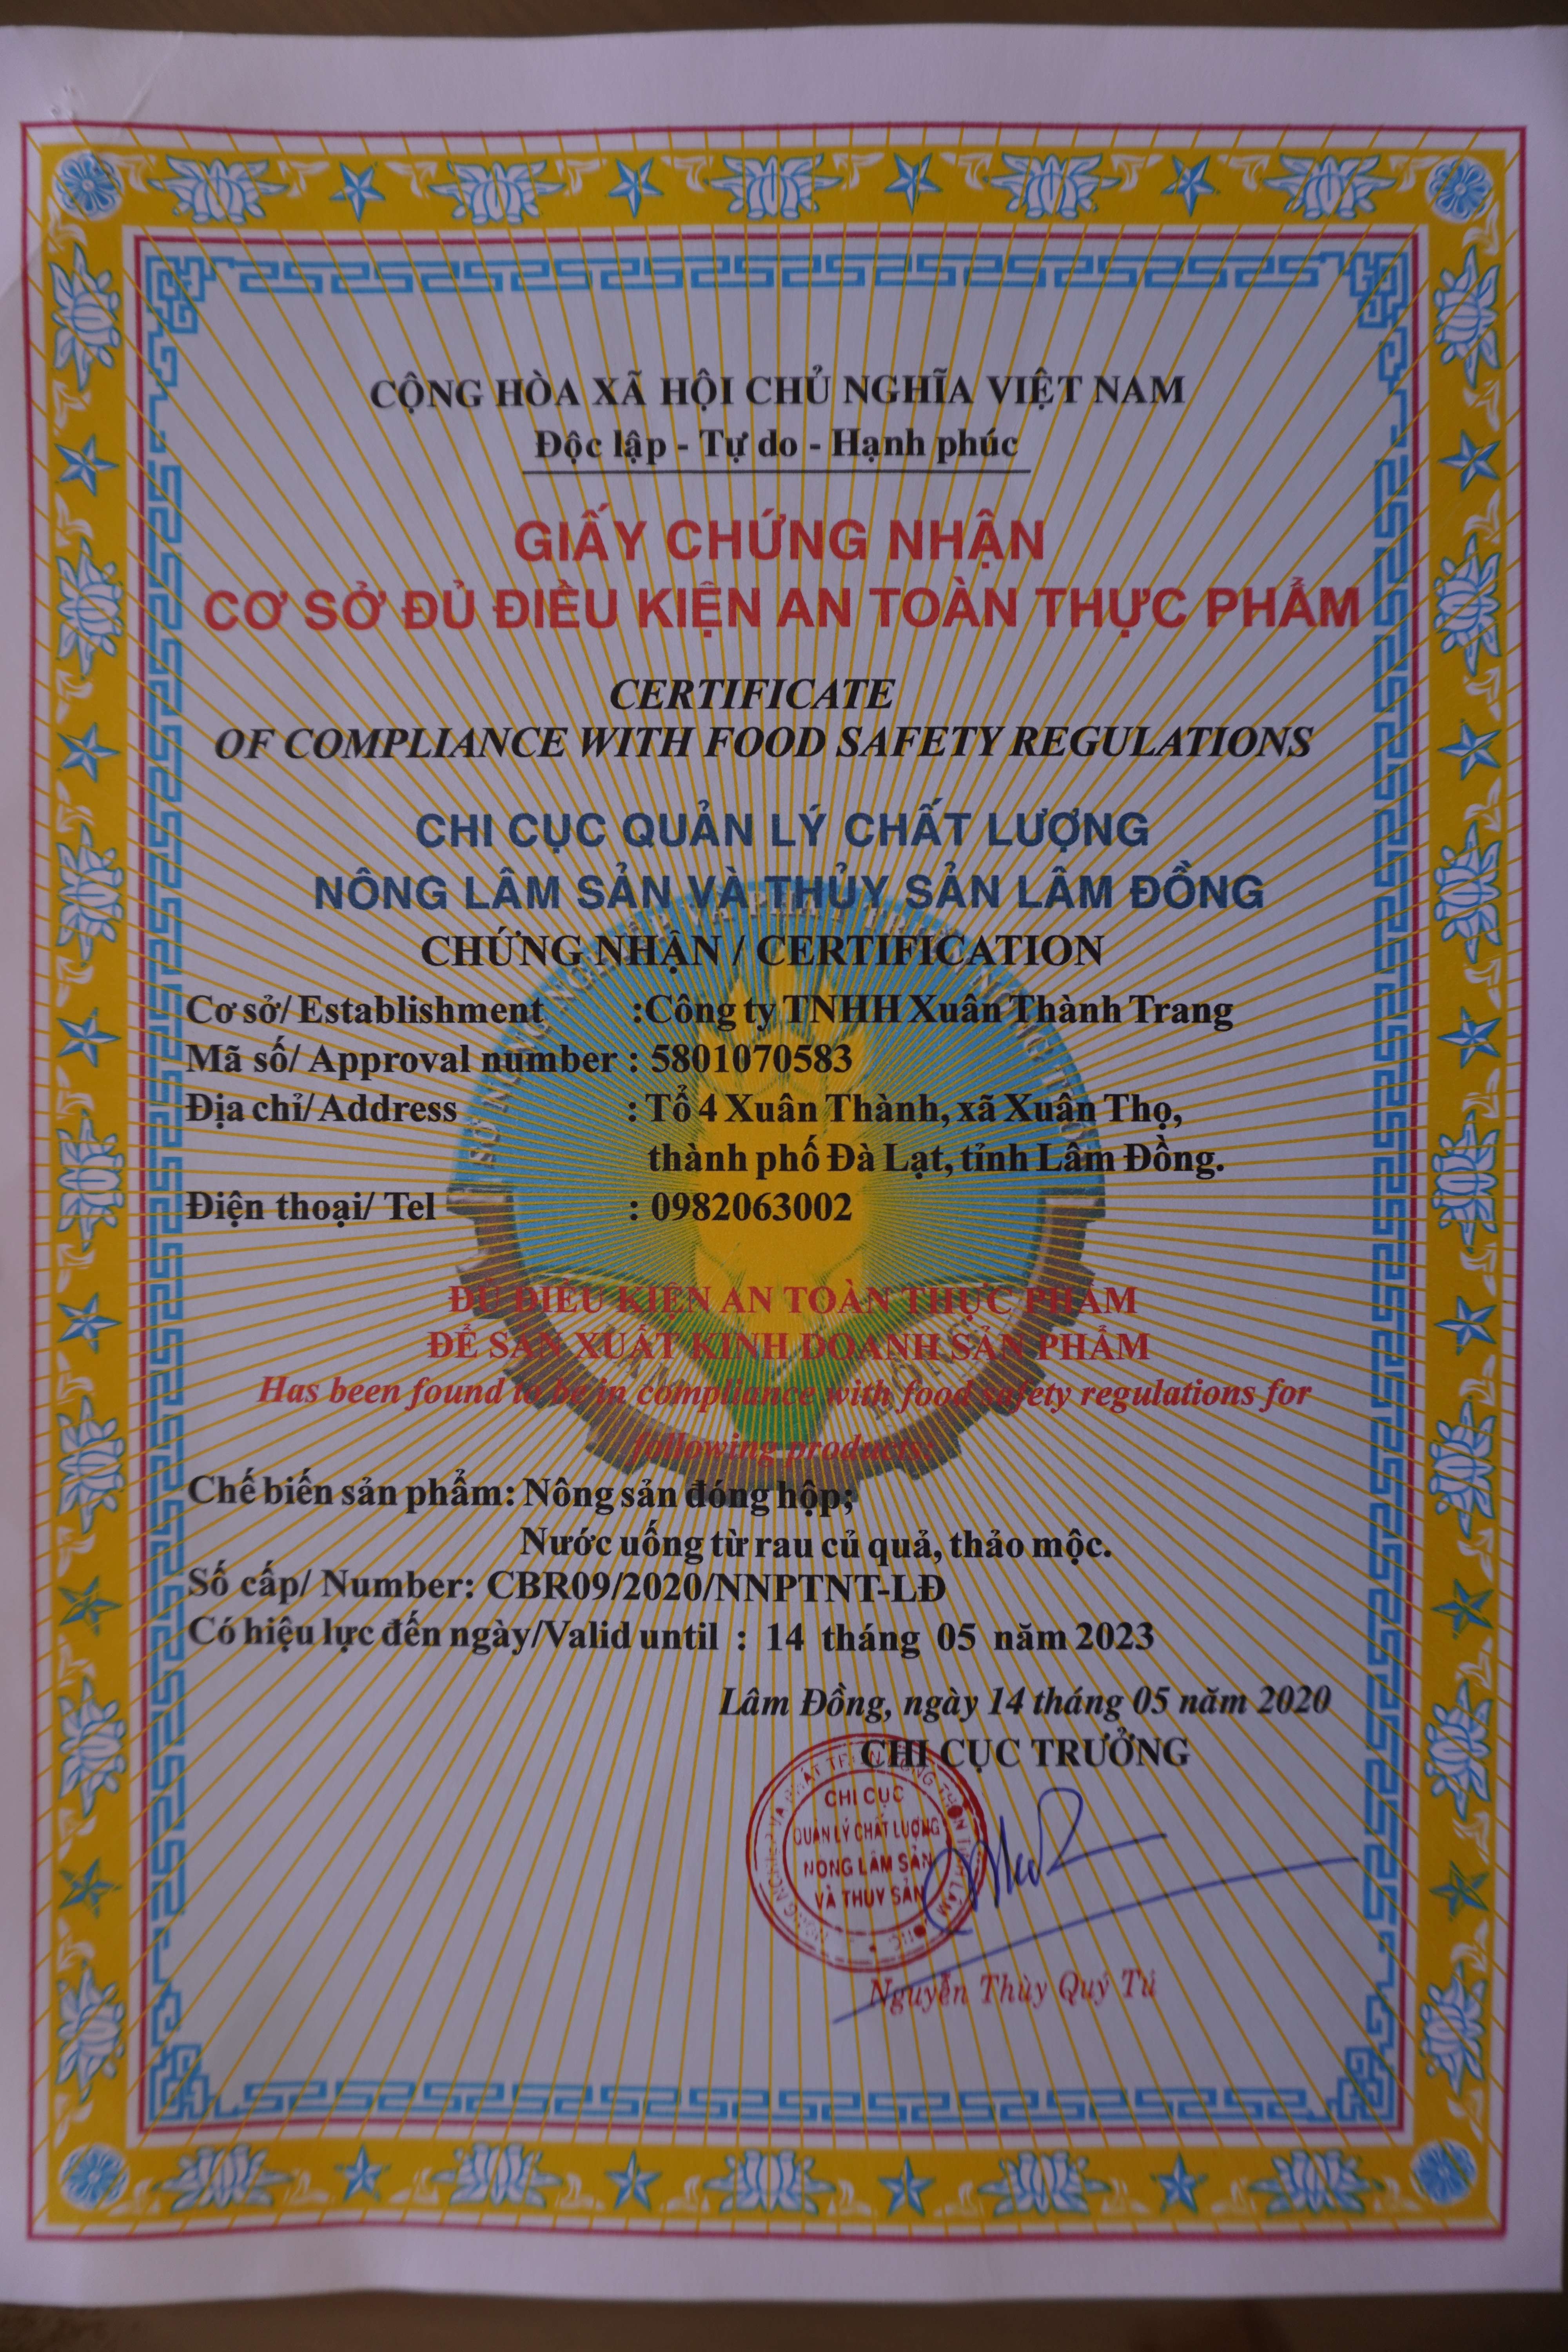 CỘNG HÒA XÃ HỘI CHỦ NGHĨA VIỆT NAM
Độc lập - Tự do - Hạnh phúc
GIẤY CHỨNG NHẬN
CƠ SỞ ĐỦ ĐIỀU KIỆN AN TOÀN THỰC PHẨM
CERTIFICATE
OF COMPLIANCE WITH FOOD SAFETY REGULATIONS
CHI CỤC QUẢN LÝ CHẤT LƯỢNG
NÔNG LÂM SẢN VÀ THỦY SẢN LÂM ĐỒNG
CHỨNG NHẬN / CERTIFICATION
Cơ sở/ Establishment :Công ty TNHH Xuân Thành Trang
Mã số/ Approval number : 5801070583
Địa chỉ/ Address : Tổ 4 Xuân Thành, xã Xuân Thọ,
thành phố Đà Lạt, tỉnh Lâm Đồng.
Điện thoại/ Tel : 0982063002
ĐỦ ĐIỀU KIỆN AN TOÀN THỰC PHẨM
ĐỂ SẢN XUẤT KINH DOANH SẢN PHẨM
Has been found to be in compliance with food safety regulations for
following products:
Chế biến sản phẩm: Nông sản đóng hộp;
Nước uống từ rau củ quả, thảo mộc.
Số cấp/ Number: CBR09/2020/NNPTNT-LĐ
Có hiệu lực đến ngày/Valid until : 14 tháng 05 năm 2023
Lâm Đồng, ngày 14 tháng 05 năm 2020
CHI CỤC TRƯỞNG
CHI CỤC
QUẢN LÝ CHẤT LƯỢNG
NÔNG LÂM SẢN
VÀ THỦY SẢN
Nguyễn Thùy Quý Tú